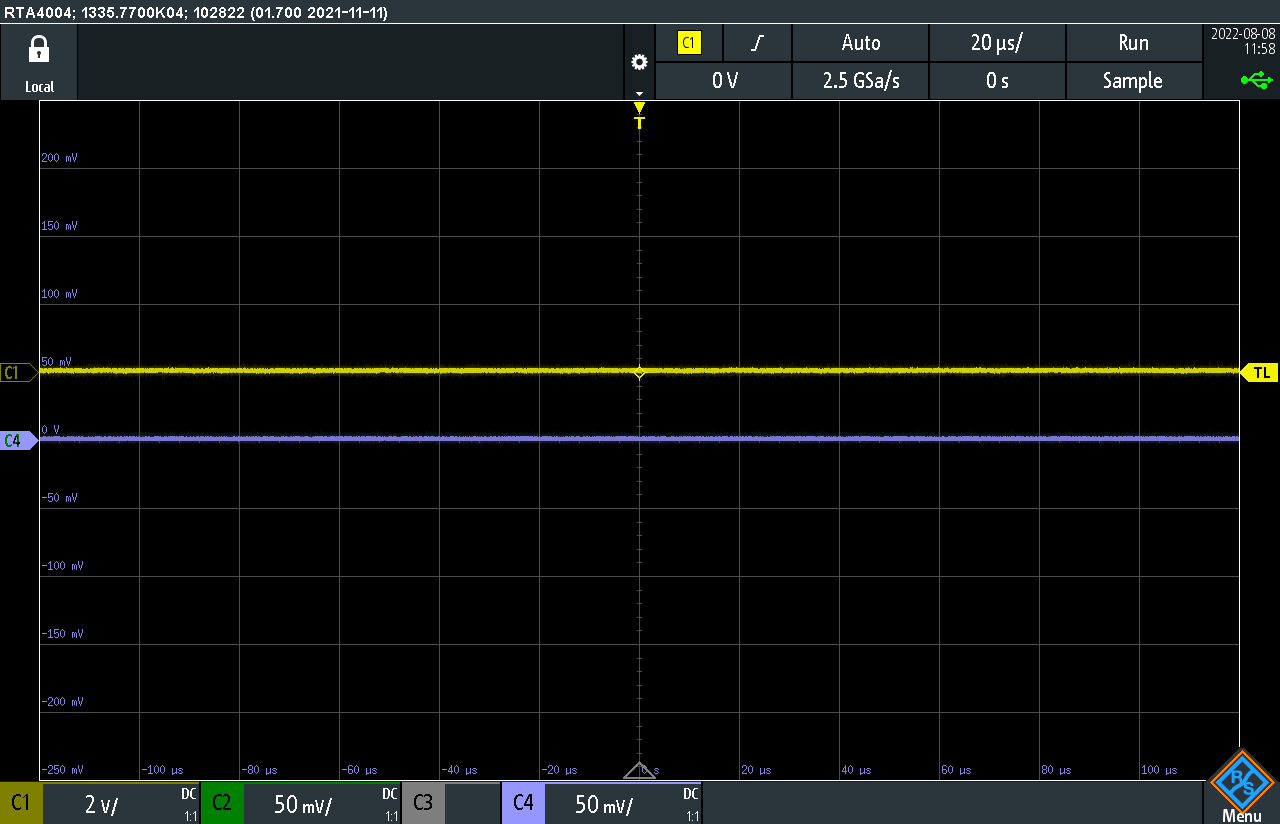 RTA4004; 1335.7700K04; 102822 (01.700 2021-11-11)
Local
C1
Auto
20 µs/
Run
2022-08-08
11:58
0 V
2.5 GSa/s
0 s
Sample
T
200 mV
150 mV
100 mV
50 mV
C1
TL
0 V
C4
-50 mV
-100 mV
-150 mV
-200 mV
-250 mV
-100 µs
-80 µs
-60 µs
-40 µs
-20 µs
0 s
20 µs
40 µs
60 µs
80 µs
100 µs
C1
2 V/
DC
1:1
C2
50 mV/
DC
1:1
C3
C4
50 mV/
DC
1:1
R S
Menu